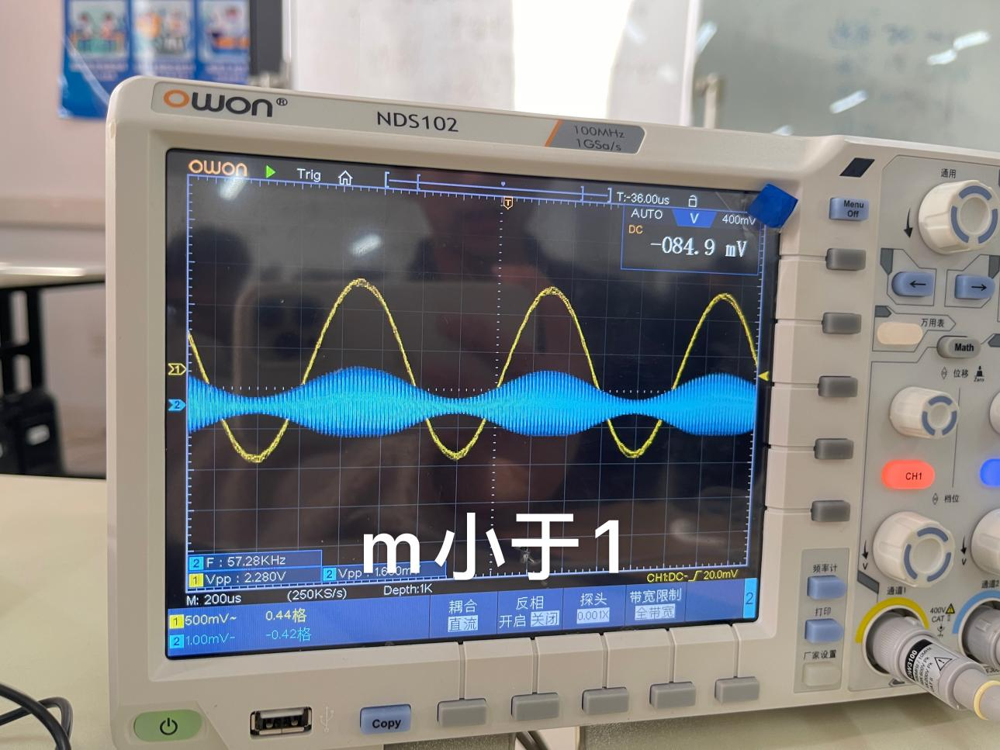 OWON®
NDS102
100MHz
1GSa/s
owon
Trig
T
T:-36.00us
AUTO
V
400mV
DC
-084.9 mV
1
2
m小于1
2 F : 57.28KHz
1 Vpp : 2.280V
2 Vpp
CH1:DC-
20.0mV
M: 200us
(250KS/s)
Depth:1K
1 500mV~
0.44格
2 1.00mV~
-0.42格
耦合
直流
反相
开启 关闭
探头
0.001X
带宽限制
全带宽
2
Copy
Menu
Off
通用
←
→
万用表
Math
位移
Zero
CH1
档位
V
频率计
打印
厂家设置
通道1
通道2
400V
CAT II